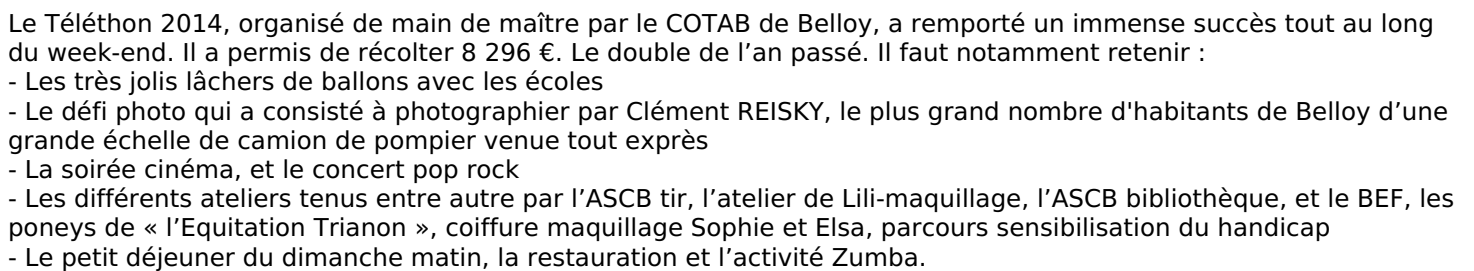 Le Téléthon 2014, organisé de main de maître par le COTAB de Belloy, a remporté un immense succès tout au long
du week-end. Il a permis de récolter 8 296 €. Le double de l’an passé. Il faut notamment retenir :
- Les très jolis lâchers de ballons avec les écoles
- Le défi photo qui a consisté à photographier par Clément REISKY, le plus grand nombre d'habitants de Belloy d’une
grande échelle de camion de pompier venue tout exprès
- La soirée cinéma, et le concert pop rock
- Les différents ateliers tenus entre autre par l’ASCB tir, l’atelier de Lili-maquillage, l’ASCB bibliothèque, et le BEF, les
poneys de « l’Equitation Trianon », coiffure maquillage Sophie et Elsa, parcours sensibilisation du handicap
- Le petit déjeuner du dimanche matin, la restauration et l’activité Zumba.